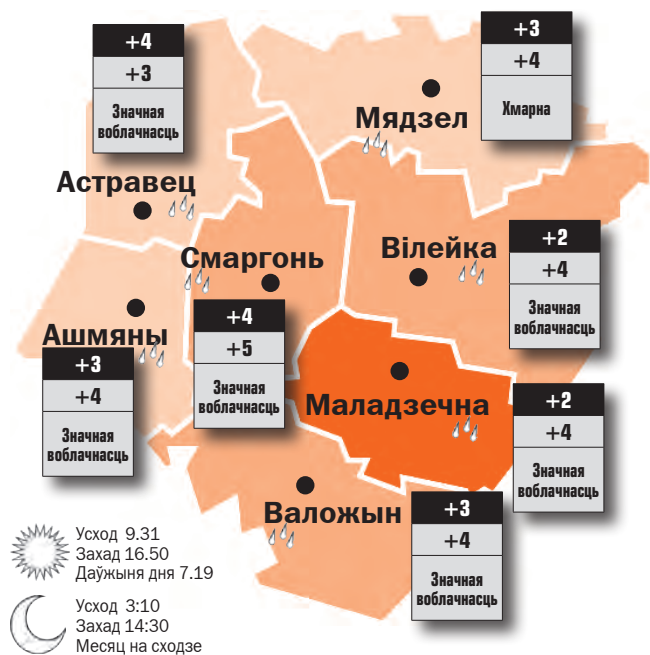 +4
+3
Значная
воблачнасць
Астравец
+3
+4
Хмарна
Мядзел
Смаргонь
+4
+5
Значная
воблачнасць
Вілейка
+2
+4
Значная
воблачнасць
Ашмяны
+3
+4
Значная
воблачнасць
Маладзечна
+2
+4
Значная
воблачнасць
Валожын
+3
+4
Значная
воблачнасць
Усход 9.31
Захад 16.50
Даўжыня дня 7.19
Усход 3:10
Захад 14:30
Месяц на сходзе